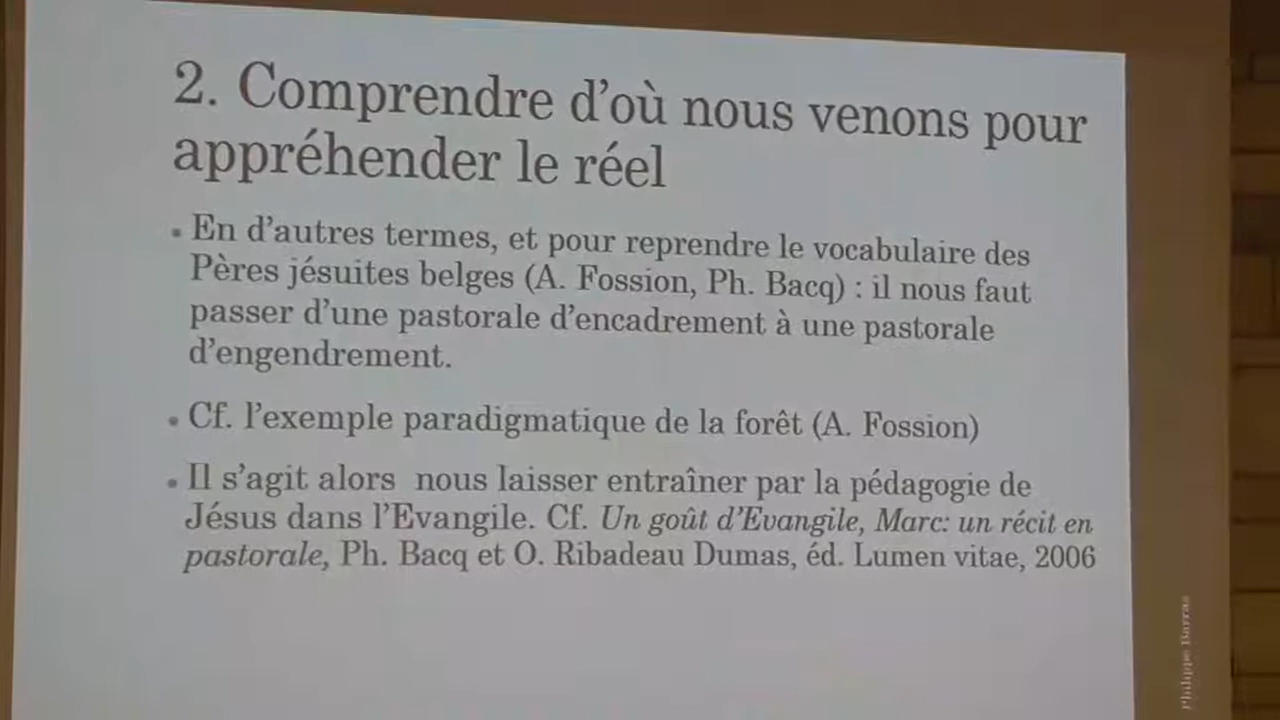 2. Comprendre d'où nous venons pour
appréhender le réel
• En d'autres termes, et pour reprendre le vocabulaire des
Pères jésuites belges (A. Fossion, Ph. Bacq) : il nous faut
passer d'une pastorale d'encadrement à une pastorale
d'engendrement.
• Cf. l'exemple paradigmatique de la forêt (A. Fossion)
• Il s'agit alors nous laisser entraîner par la pédagogie de
Jésus dans l'Evangile. Cf. Un goût d'Evangile, Marc: un récit en
pastorale, Ph. Bacq et O. Ribadeau Dumas, éd. Lumen vitae, 2006
Philippe Barras